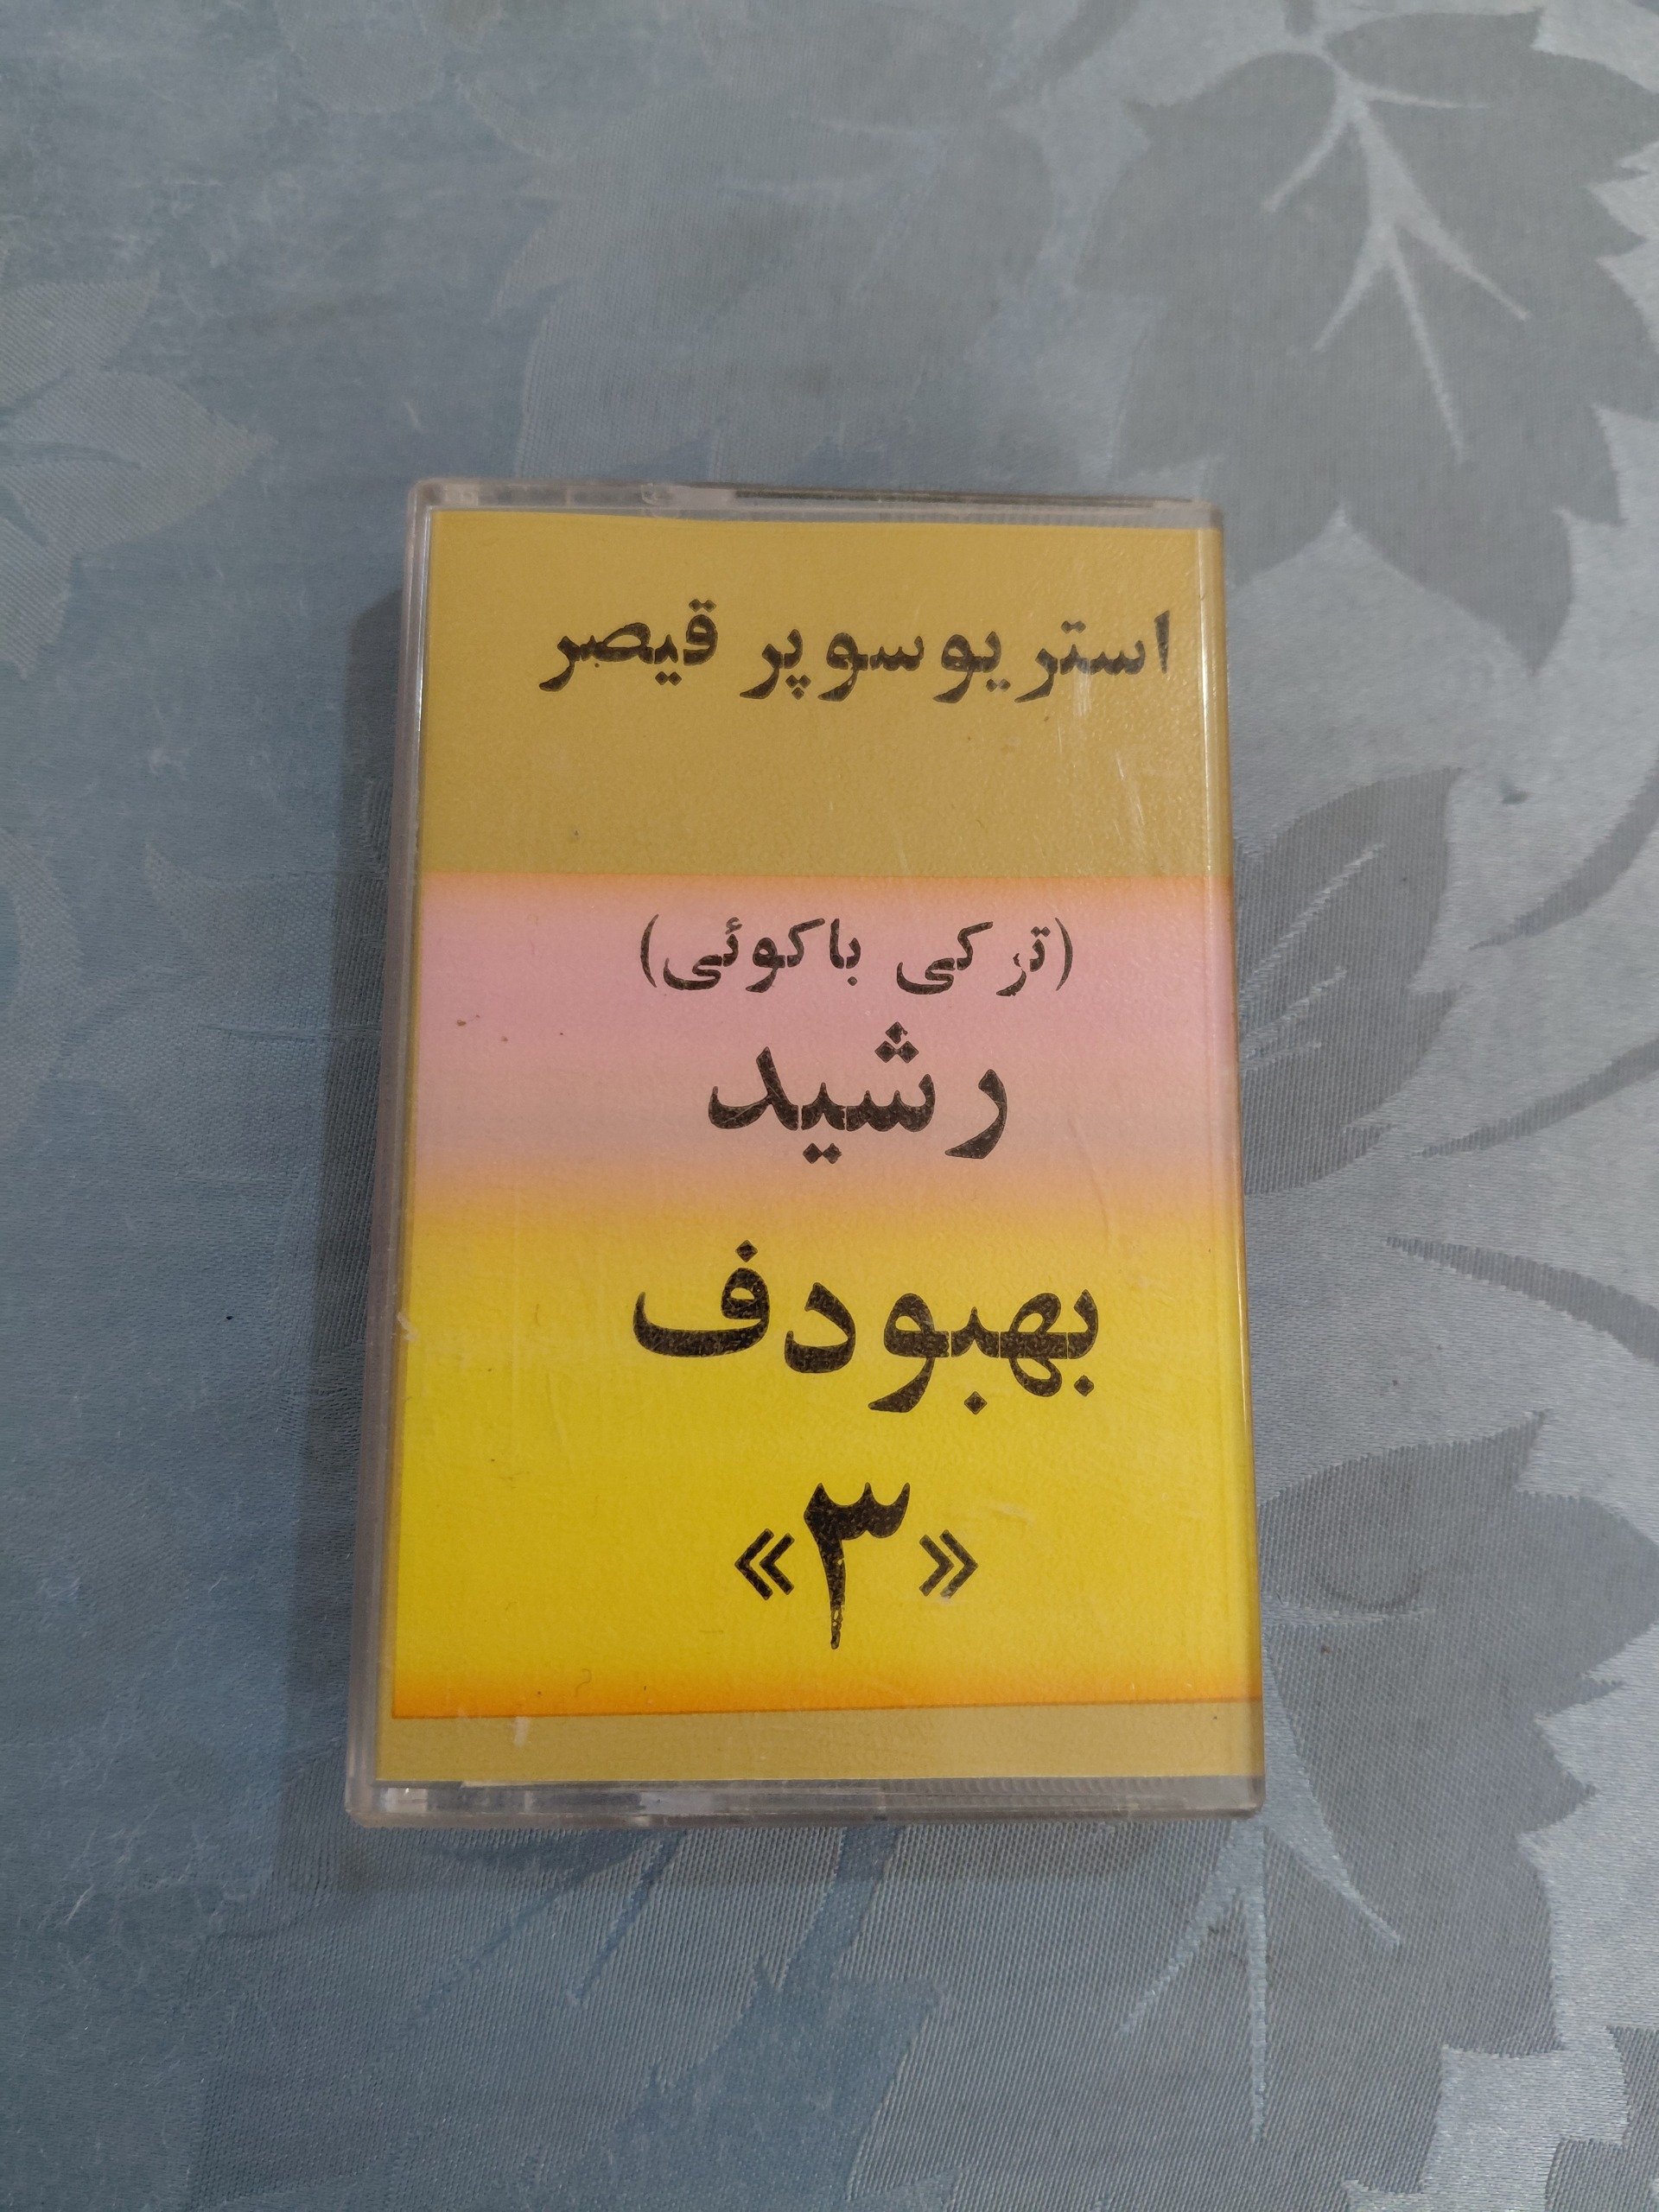 استریو سوپر قیصر
(ترکی باکوئی)
رشید
بهبودف
«۳»